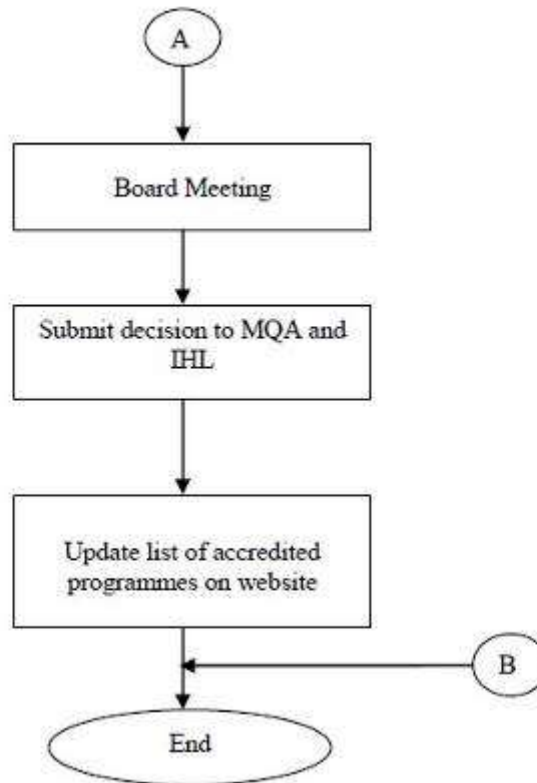 A
Board Meeting
Submit decision to MQA and
IHL
Update list of accredited
programmes on website
B
End